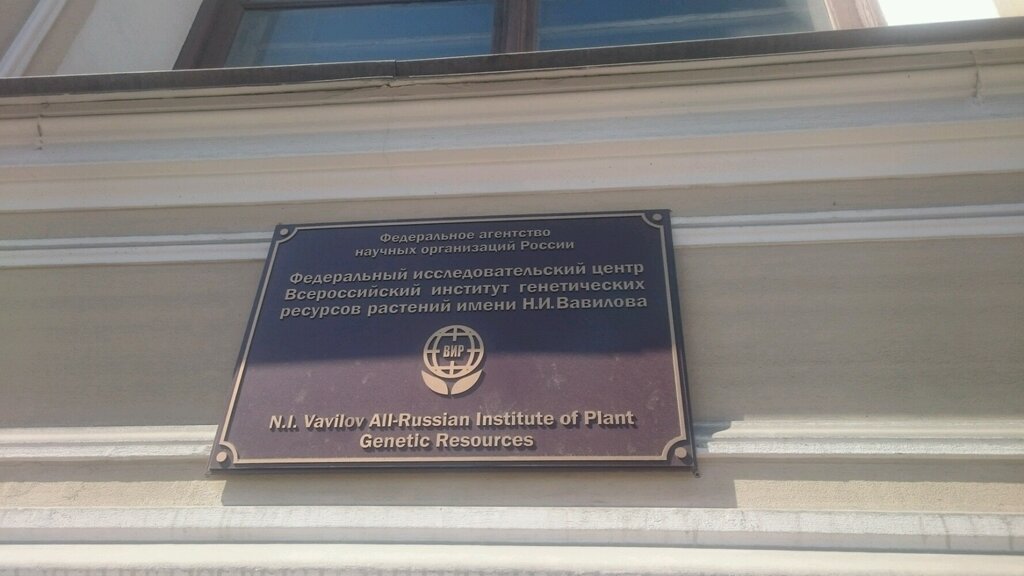 Федеральное агентство
научных организаций России
Федеральный исследовательский центр
Всероссийский институт генетических
ресурсов растений имени Н.И.Вавилова
ВИР
N.I. Vavilov All-Russian Institute of Plant
Genetic Resources